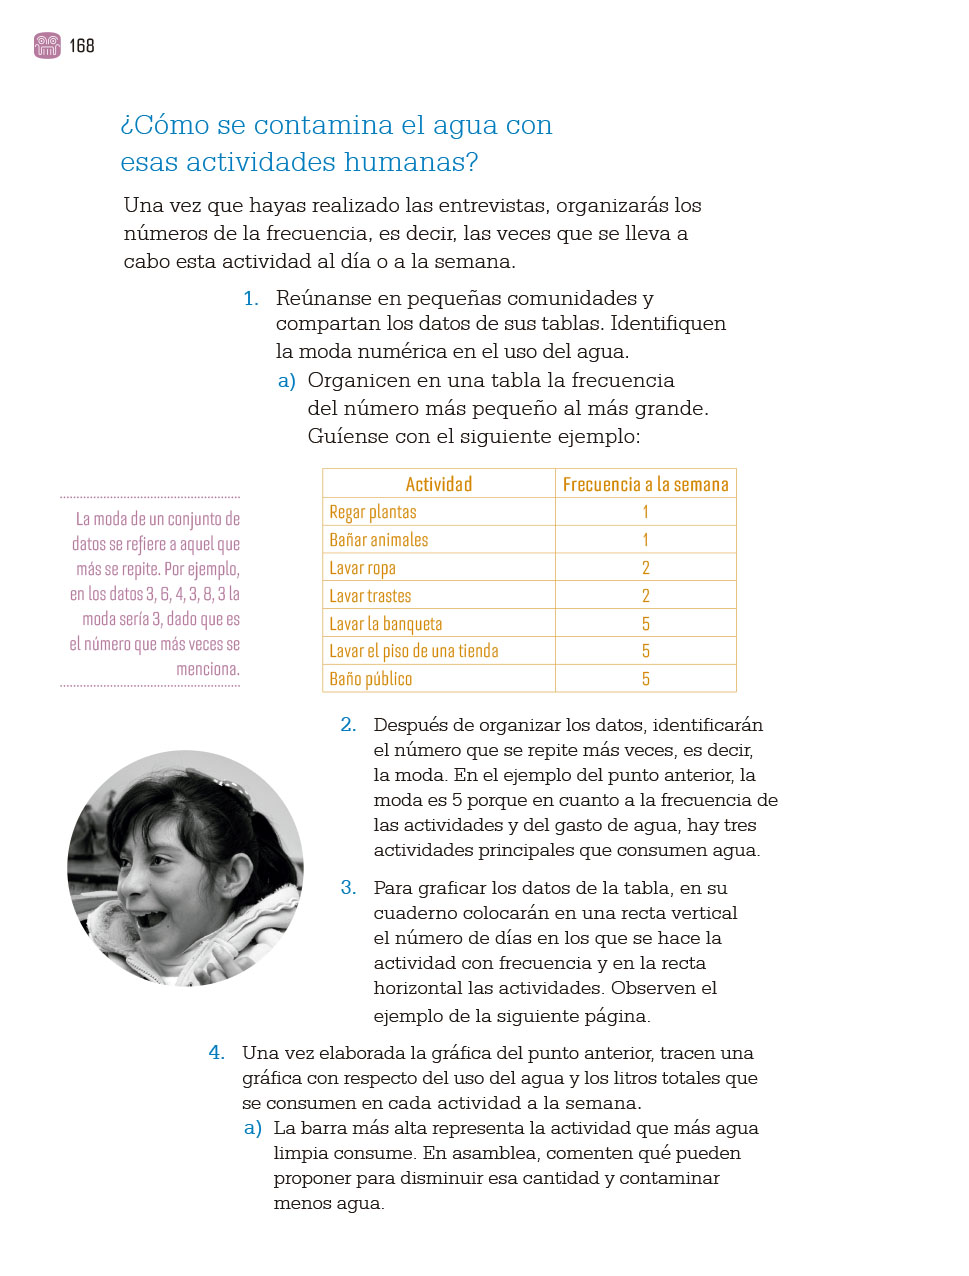 168
¿Cómo se contamina el agua con
esas actividades humanas?
Una vez que hayas realizado las entrevistas, organizarás los
números de la frecuencia, es decir, las veces que se lleva a
cabo esta actividad al día o a la semana.
1. Reúnanse en pequeñas comunidades y
compartan los datos de sus tablas. Identifiquen
la moda numérica en el uso del agua.
a) Organicen en una tabla la frecuencia
del número más pequeño al más grande.
Guíense con el siguiente ejemplo:
Actividad Frecuencia a la semana
Regar plantas 1
Bañar animales 1
Lavar ropa 2
Lavar trastes 2
Lavar la banqueta 5
Lavar el piso de una tienda 5
Baño público 5
La moda de un conjunto de
datos se refiere a aquel que
más se repite. Por ejemplo,
en los datos 3, 6, 4, 3, 8, 3 la
moda sería 3, dado que es
el número que más veces se
menciona.
2. Después de organizar los datos, identificarán
el número que se repite más veces, es decir,
la moda. En el ejemplo del punto anterior, la
moda es 5 porque en cuanto a la frecuencia de
las actividades y del gasto de agua, hay tres
actividades principales que consumen agua.
3. Para graficar los datos de la tabla, en su
cuaderno colocarán en una recta vertical
el número de días en los que se hace la
actividad con frecuencia y en la recta
horizontal las actividades. Observen el
ejemplo de la siguiente página.
4. Una vez elaborada la gráfica del punto anterior, tracen una
gráfica con respecto del uso del agua y los litros totales que
se consumen en cada actividad a la semana.
a) La barra más alta representa la actividad que más agua
limpia consume. En asamblea, comenten qué pueden
proponer para disminuir esa cantidad y contaminar
menos agua.